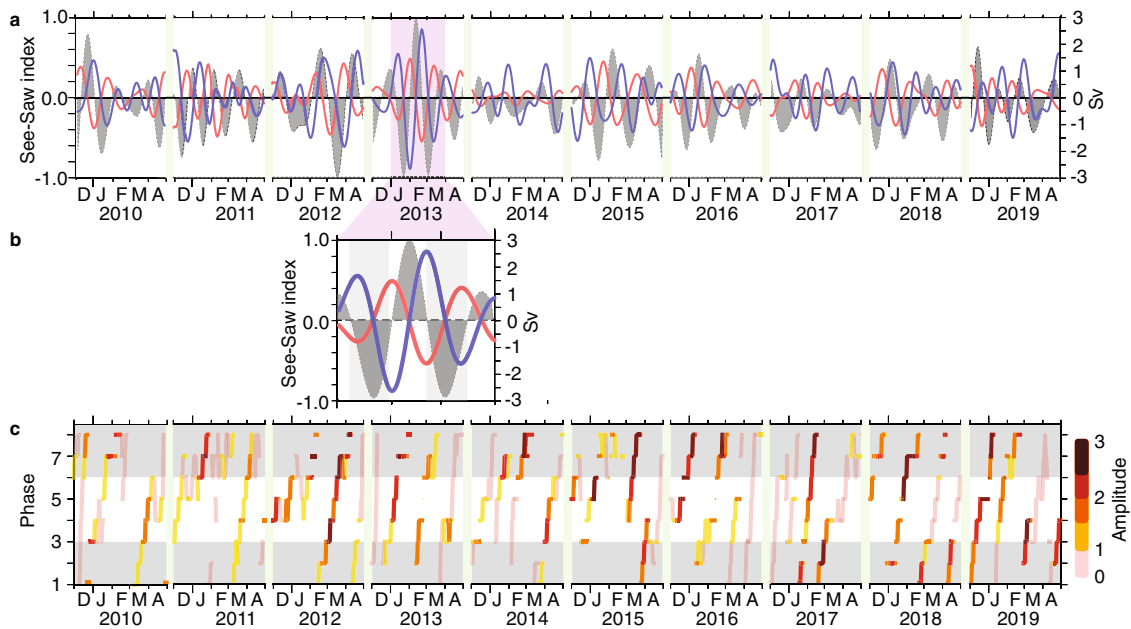 a
1.0
0.0
-1.0
See-Saw index
3
2
1
0
-1
-2
-3
Sv
D J F M A
D J F M A
D J F M A
D J F M A
D J F M A
D J F M A
D J F M A
D J F M A
D J F M A
D J F M A
2010
2011
2012
2013
2014
2015
2016
2017
2018
2019
b
1.0
0.0
-1.0
See-Saw index
3
2
1
0
-1
-2
-3
Sv
c
7
5
3
1
Phase
3
2
1
0
Amplitude
D J F M A
D J F M A
D J F M A
D J F M A
D J F M A
D J F M A
D J F M A
D J F M A
D J F M A
D J F M A
2010
2011
2012
2013
2014
2015
2016
2017
2018
2019